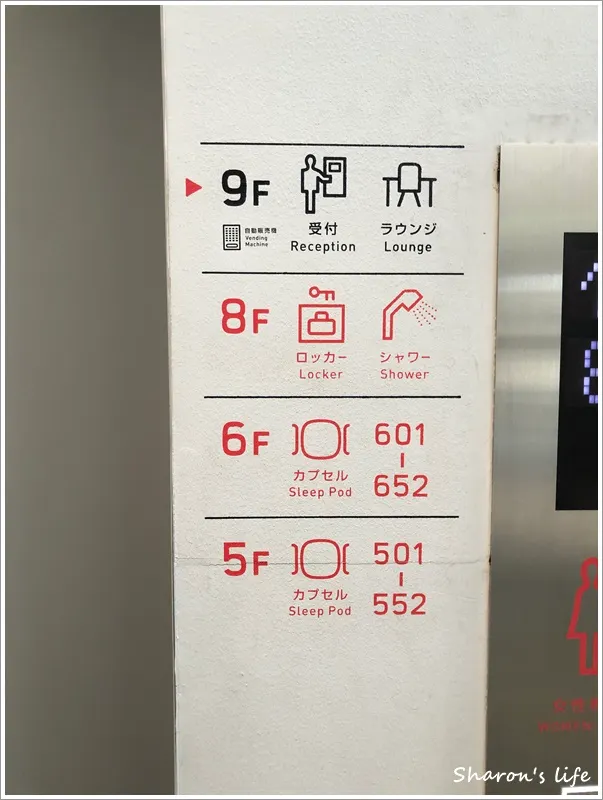 9F
自動販売機
Vending
Machine
受付
Reception
ラウンジ
Lounge
8F
ロッカー
Locker
シャワー
Shower
6F
カプセル
Sleep Pod
601
652
5F
カプセル
Sleep Pod
501
552
Sharon's life